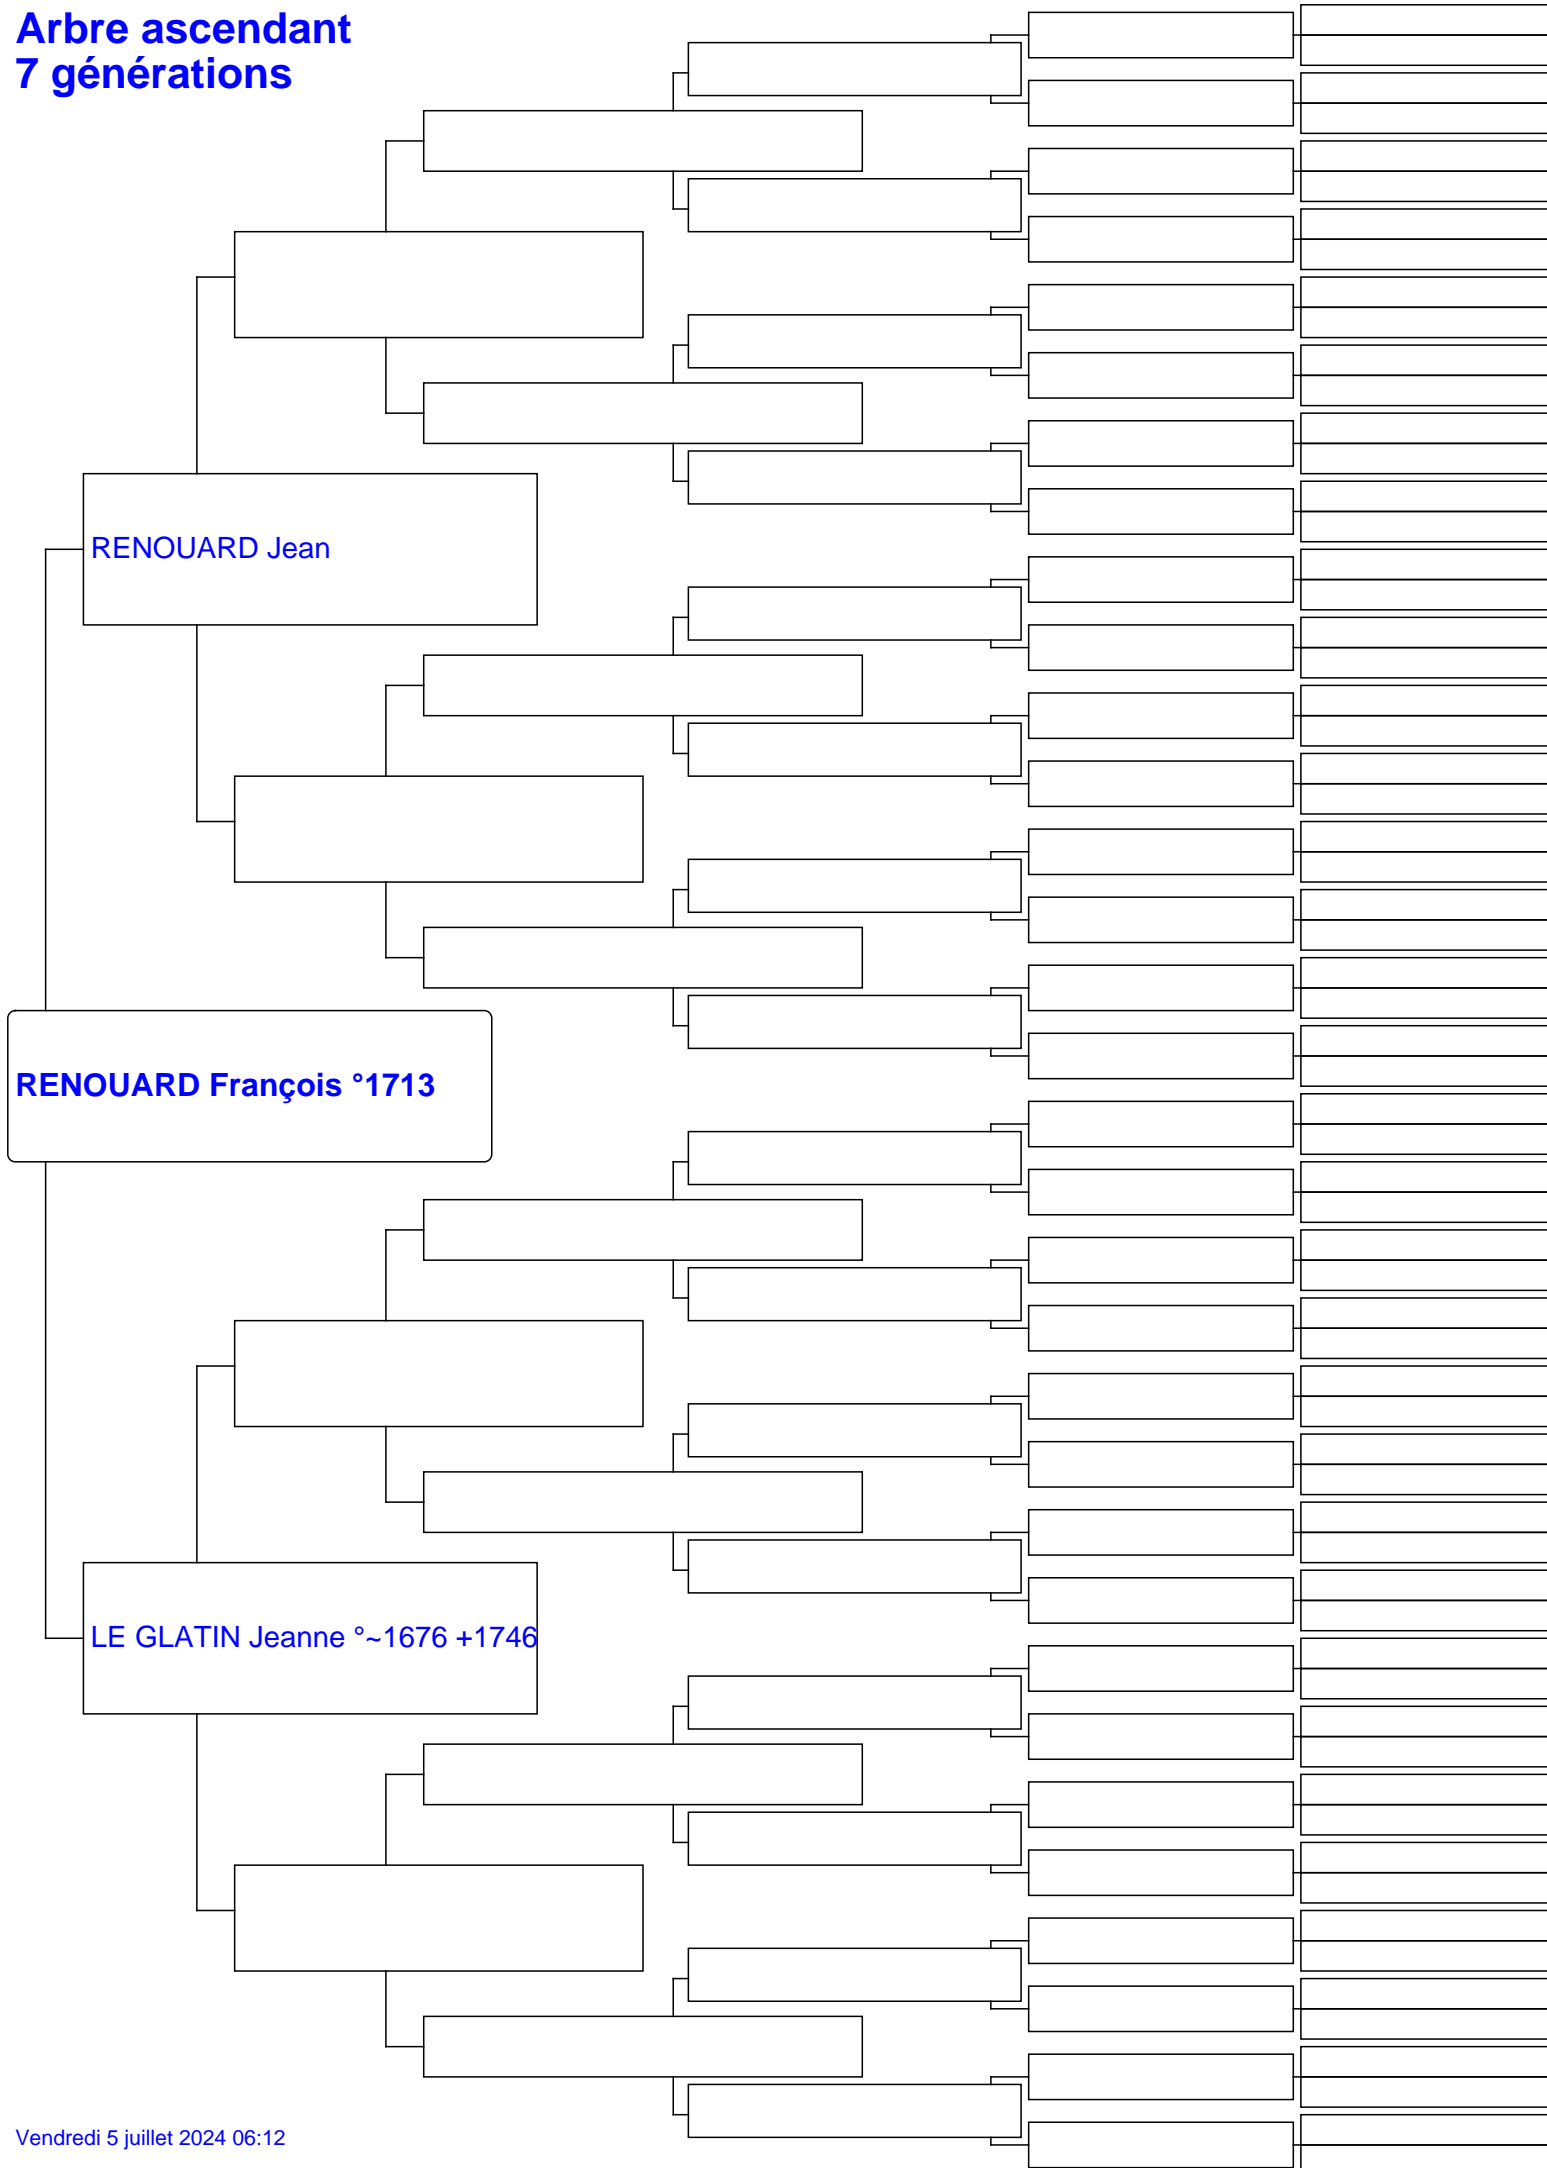 Arbre ascendant
7 générations
RENOUARD Jean
RENOUARD François °1713
LE GLATIN Jeanne °~1676 +1746
Vendredi 5 juillet 2024 06:12